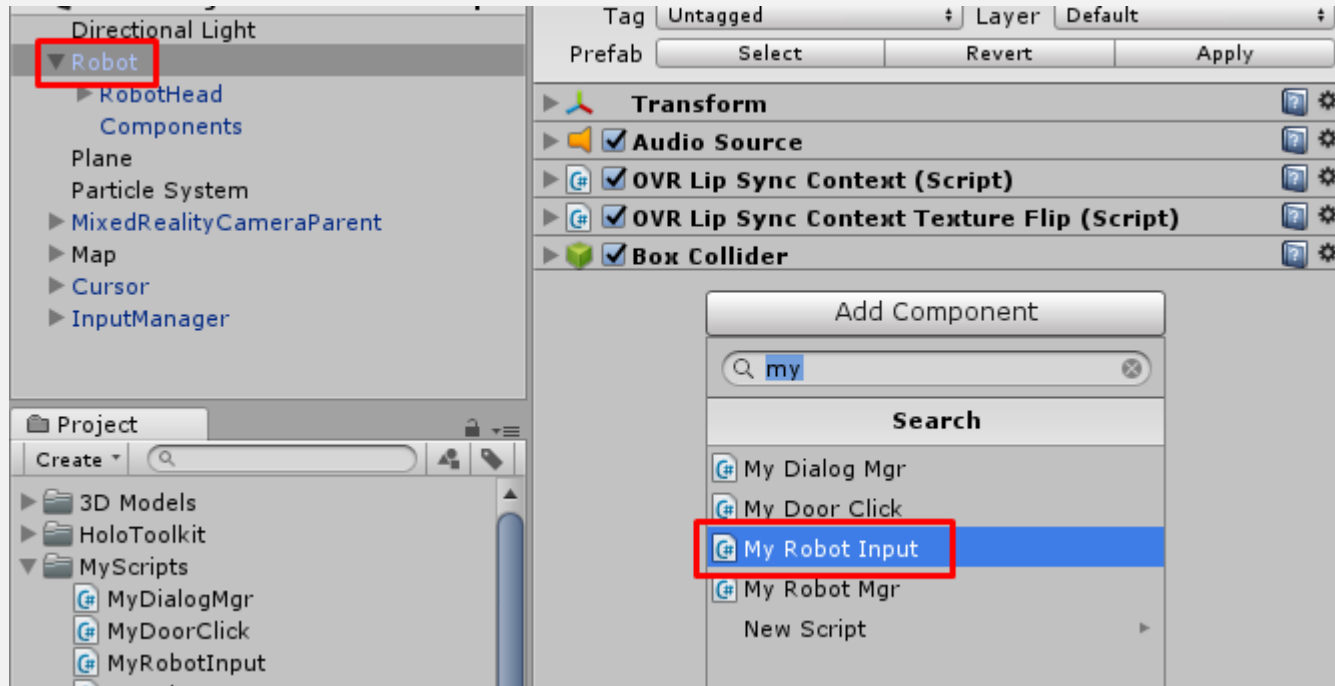 Directional Light
Robot
RobotHead
Components
Plane
Particle System
MixedRealityCameraParent
Map
Cursor
InputManager
Project
Create
3D Models
HoloToolkit
MyScripts
MyDialogMgr
MyDoorClick
MyRobotInput
Tag Untagged Layer Default
Prefab Select Revert Apply
Transform
Audio Source
OVR Lip Sync Context (Script)
OVR Lip Sync Context Texture Flip (Script)
Box Collider
Add Component
my
Search
My Dialog Mgr
My Door Click
My Robot Input
My Robot Mgr
New Script